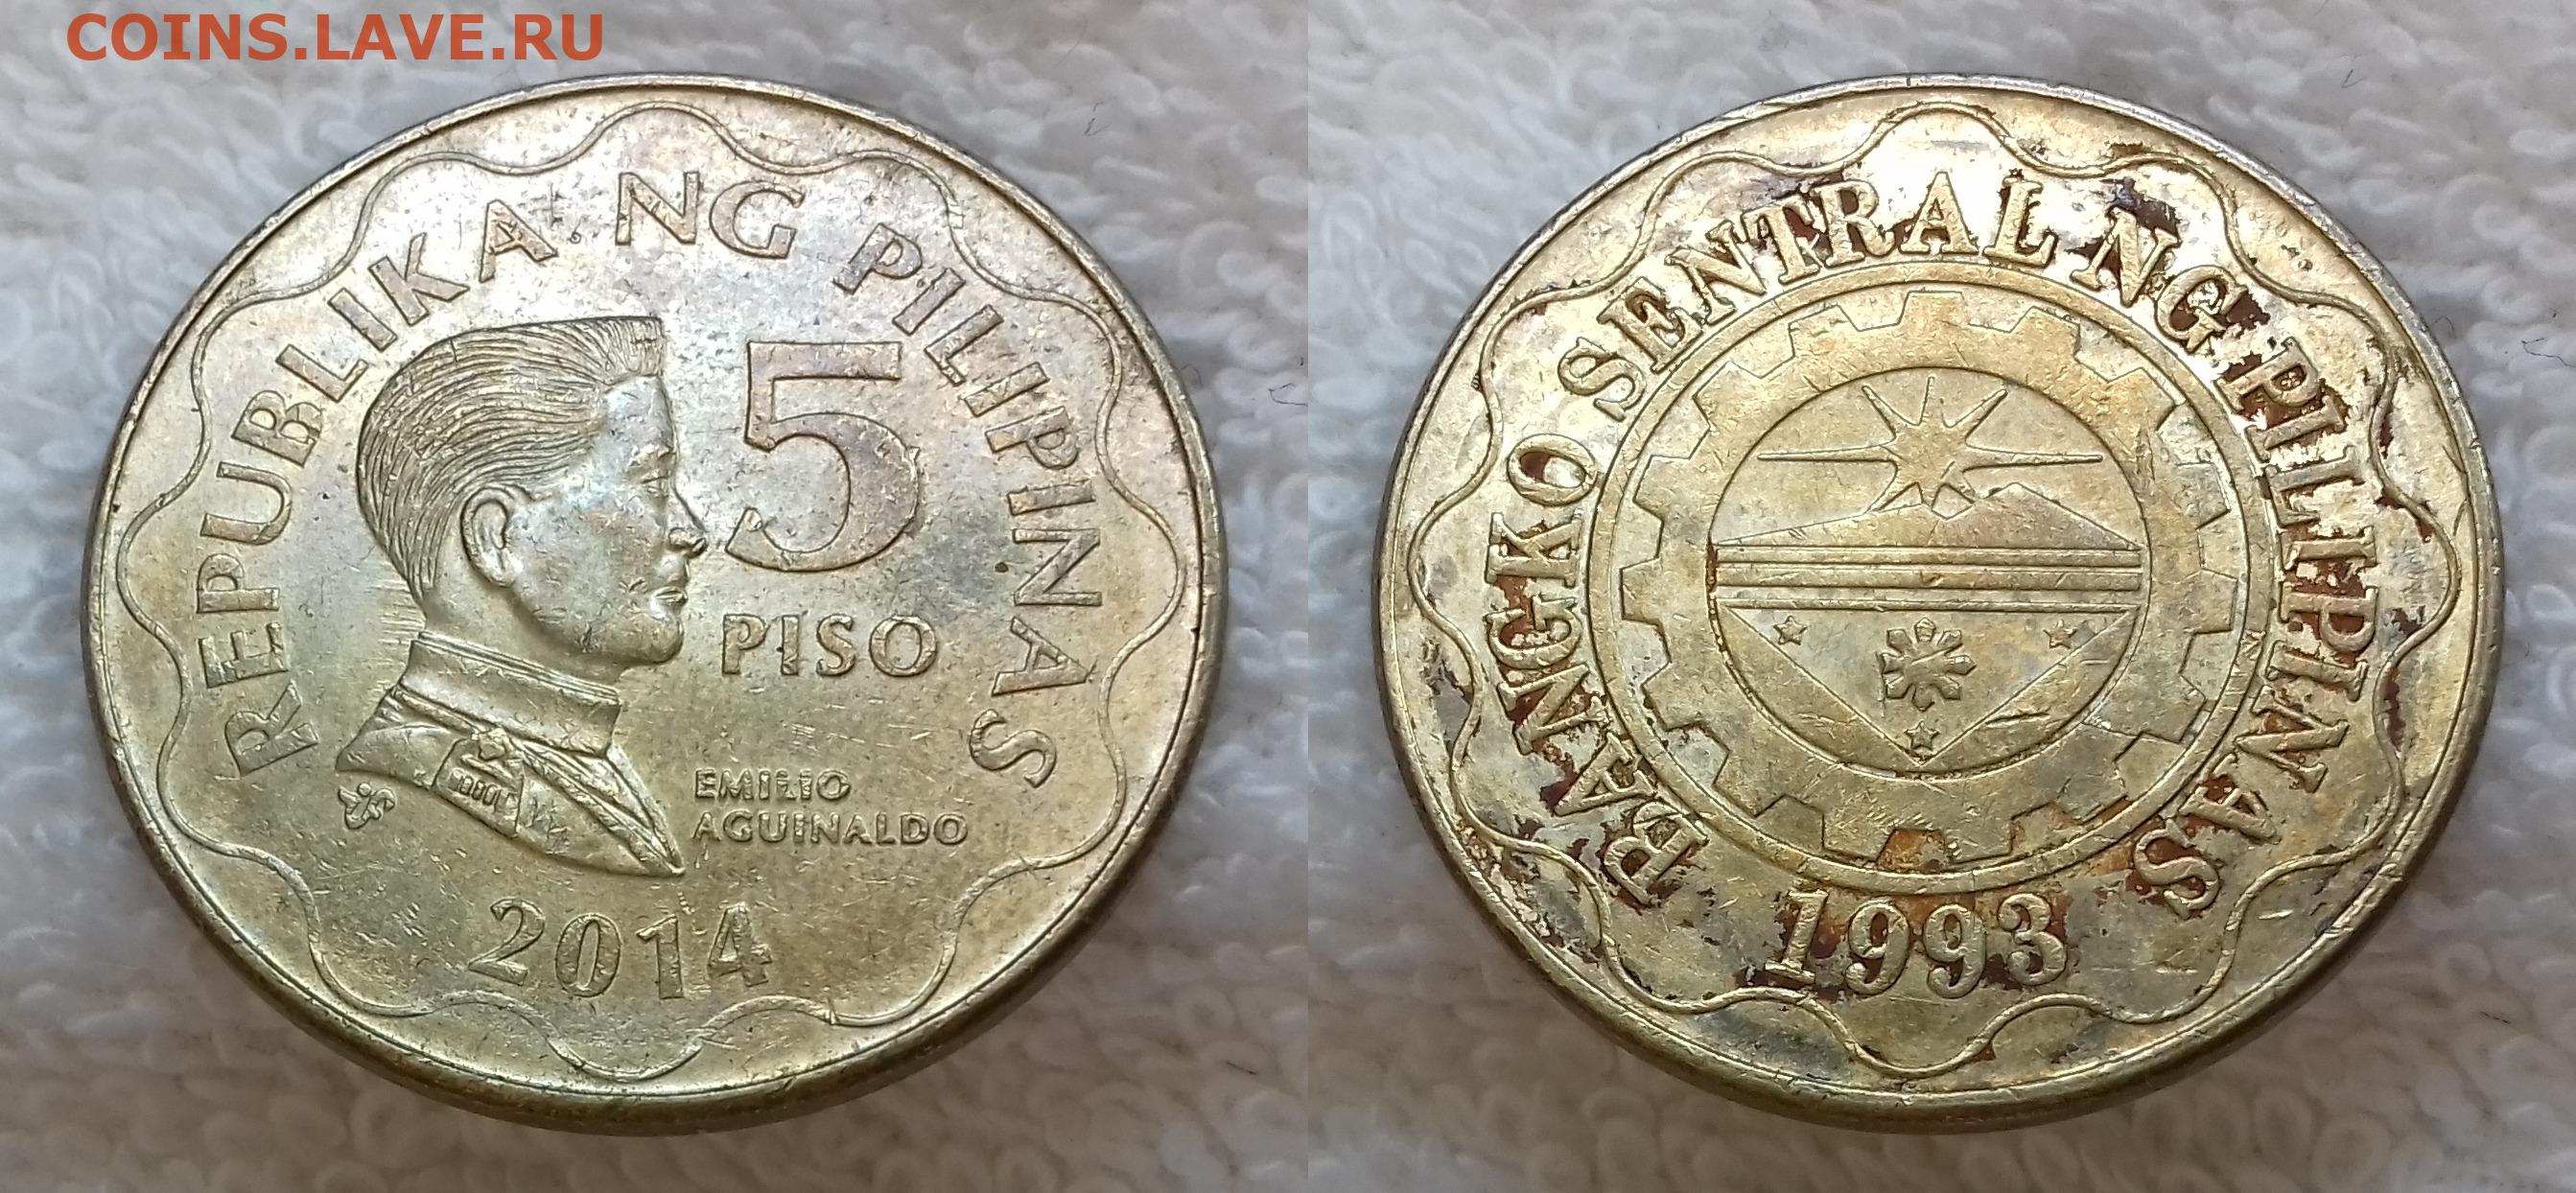 COINS.LAVE.RU
REPUBLIKA NG PILIPINAS
5
PISO
EMILIO
AGUINALDO
2014
BANGKO SENTRAL NG PILIPINAS
1993